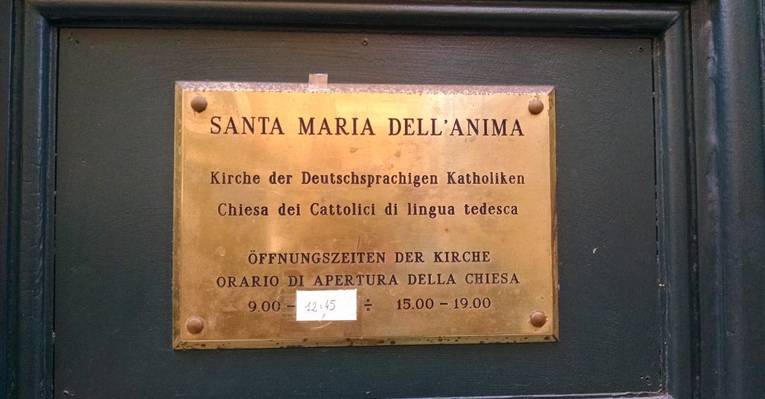 SANTA MARIA DELL'ANIMA
Kirche der Deutschsprachigen Katholiken
Chiesa dei Cattolici di lingua tedesca
ÖFFNUNGSZEITEN DER KIRCHE
ORARIO DI APERTURA DELLA CHIESA
9.00 – 12:45 ÷ 15.00 – 19.00